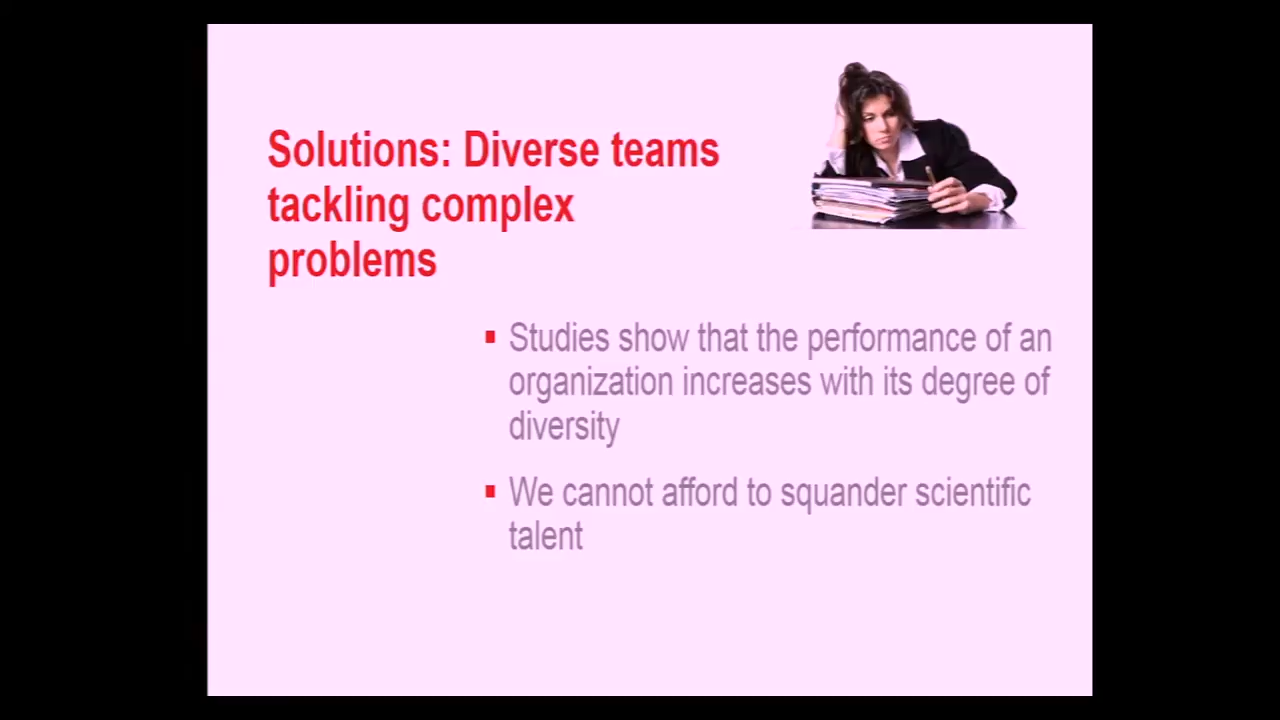 Solutions: Diverse teams
tackling complex
problems
Studies show that the performance of an
organization increases with its degree of
diversity
We cannot afford to squander scientific
talent